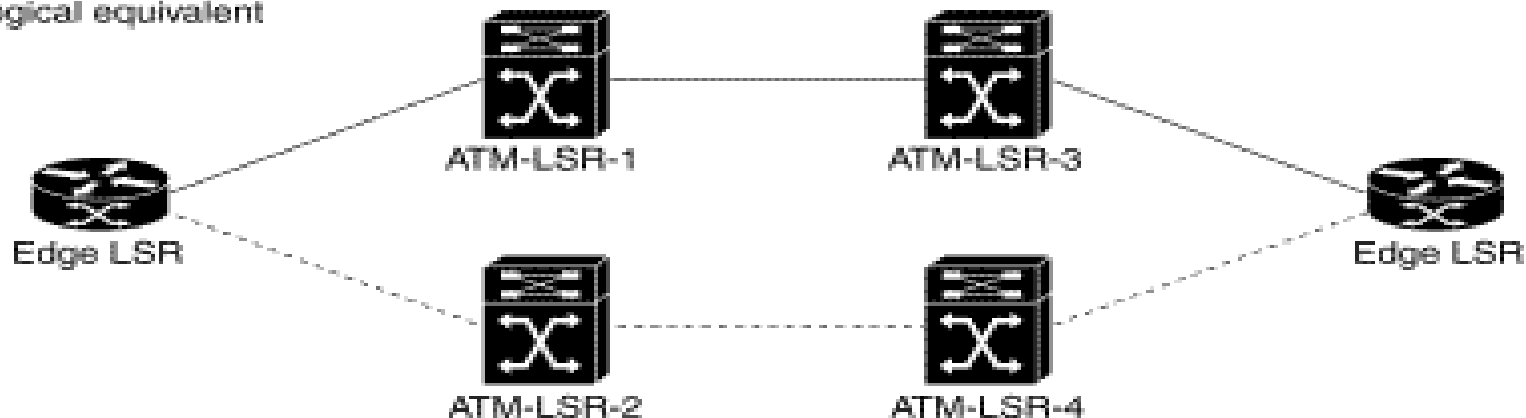 ogical equivalent
ATM-LSR-1
ATM-LSR-3
Edge LSR
Edge LSR
ATM-LSR-2
ATM-LSR-4